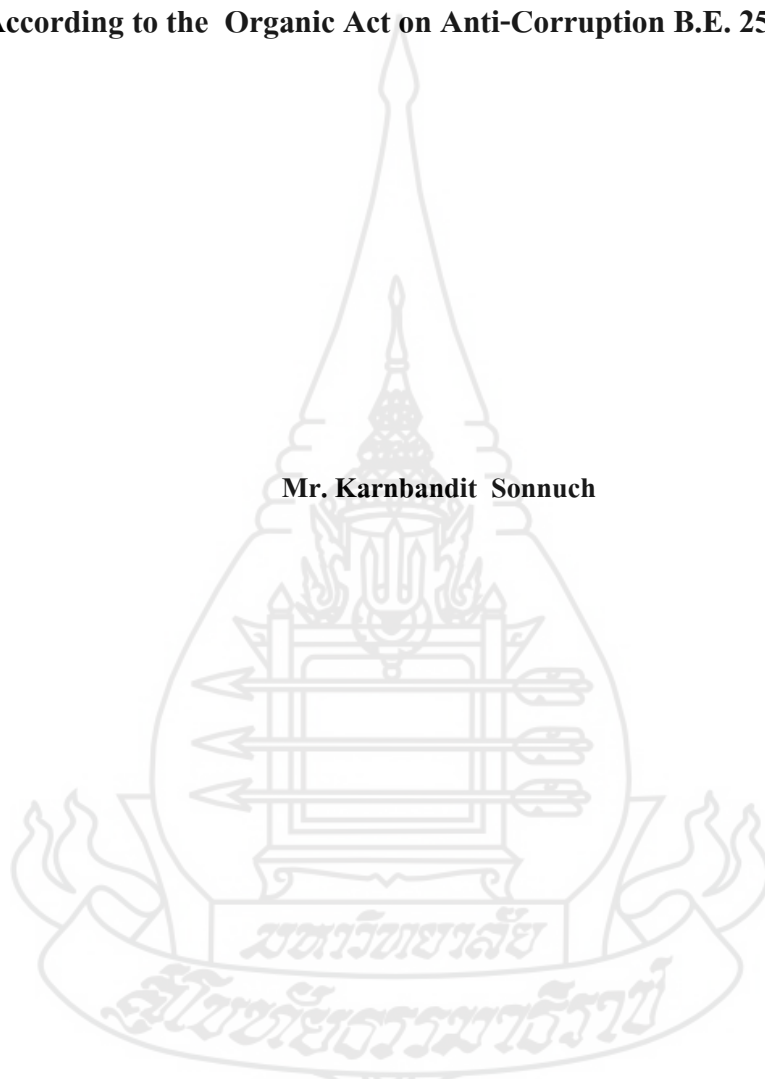 According to the Organic Act on Anti-Corruption B.E. 25
Mr. Karnbandit Sonnuch
มหาวิทยาลัย
สุโขทัยธรรมาธิราช